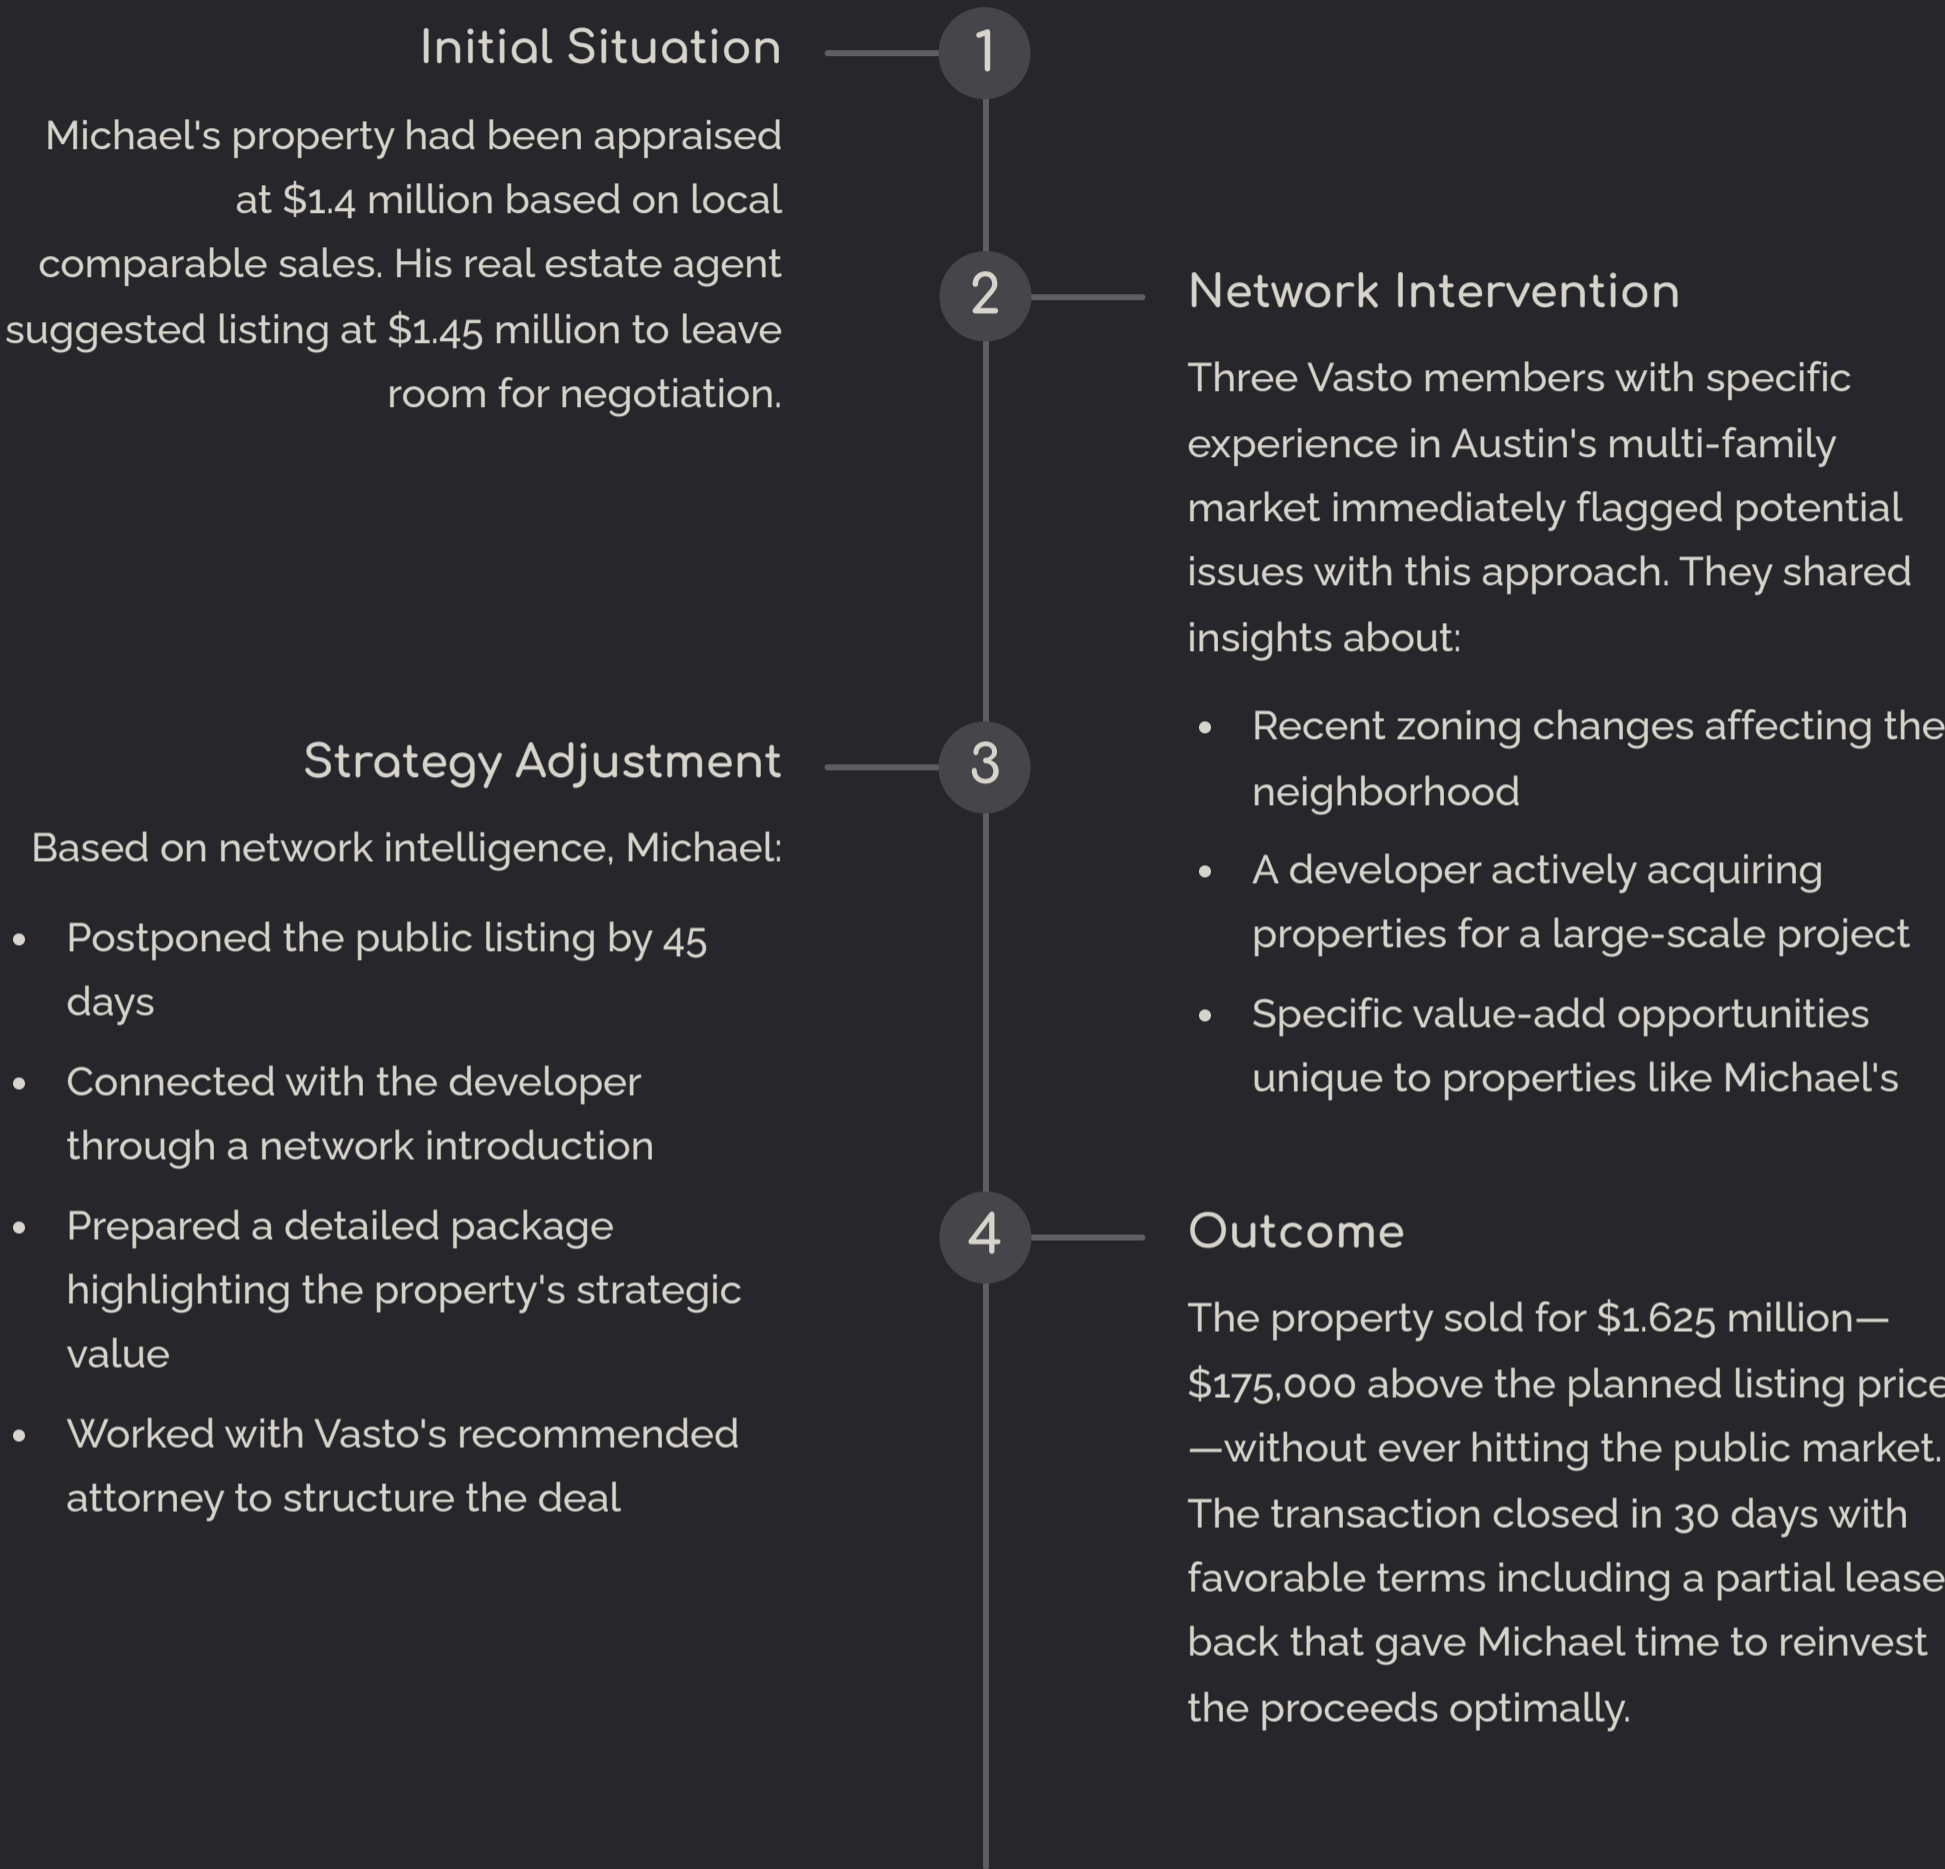 1
Initial Situation
Michael's property had been appraised
at $1.4 million based on local
comparable sales. His real estate agent
suggested listing at $1.45 million to leave
room for negotiation.
2
Network Intervention
Three Vasto members with specific
experience in Austin's multi-family
market immediately flagged potential
issues with this approach. They shared
insights about:
• Recent zoning changes affecting the
neighborhood
• A developer actively acquiring
properties for a large-scale project
• Specific value-add opportunities
unique to properties like Michael's
3
Strategy Adjustment
Based on network intelligence, Michael:
• Postponed the public listing by 45
days
• Connected with the developer
through a network introduction
• Prepared a detailed package
highlighting the property's strategic
value
• Worked with Vasto's recommended
attorney to structure the deal
4
Outcome
The property sold for $1.625 million—
$175,000 above the planned listing price
—without ever hitting the public market.
The transaction closed in 30 days with
favorable terms including a partial lease
back that gave Michael time to reinvest
the proceeds optimally.